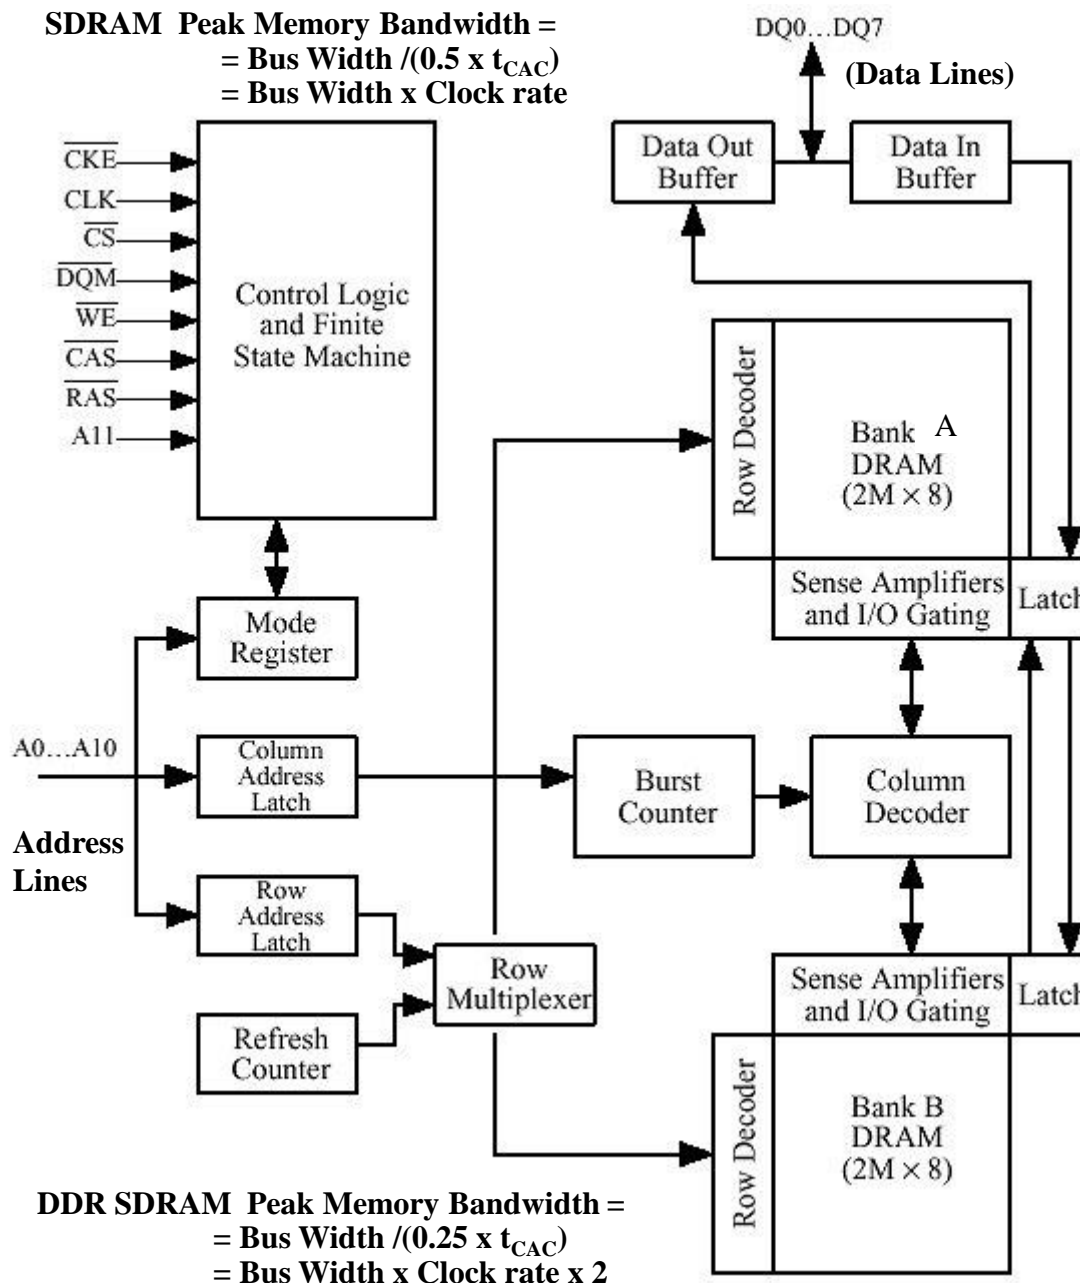 SDRAM Peak Memory Bandwidth =
= Bus Width /(0.5 x tCAC)
= Bus Width x Clock rate
DQ0...DQ7
(Data Lines)
Data Out
Buffer
Data In
Buffer
CKE
CLK
CS
DQM
WE
CAS
RAS
A11
Control Logic
and Finite
State Machine
Row Decoder
Bank A
DRAM
(2M × 8)
Sense Amplifiers
and I/O Gating
Latch
Mode
Register
A0...A10
Address
Lines
Column
Address
Latch
Burst
Counter
Column
Decoder
Row
Address
Latch
Row
Multiplexer
Refresh
Counter
Sense Amplifiers
and I/O Gating
Latch
Row Decoder
Bank B
DRAM
(2M × 8)
DDR SDRAM Peak Memory Bandwidth =
= Bus Width /(0.25 x tCAC)
= Bus Width x Clock rate x 2